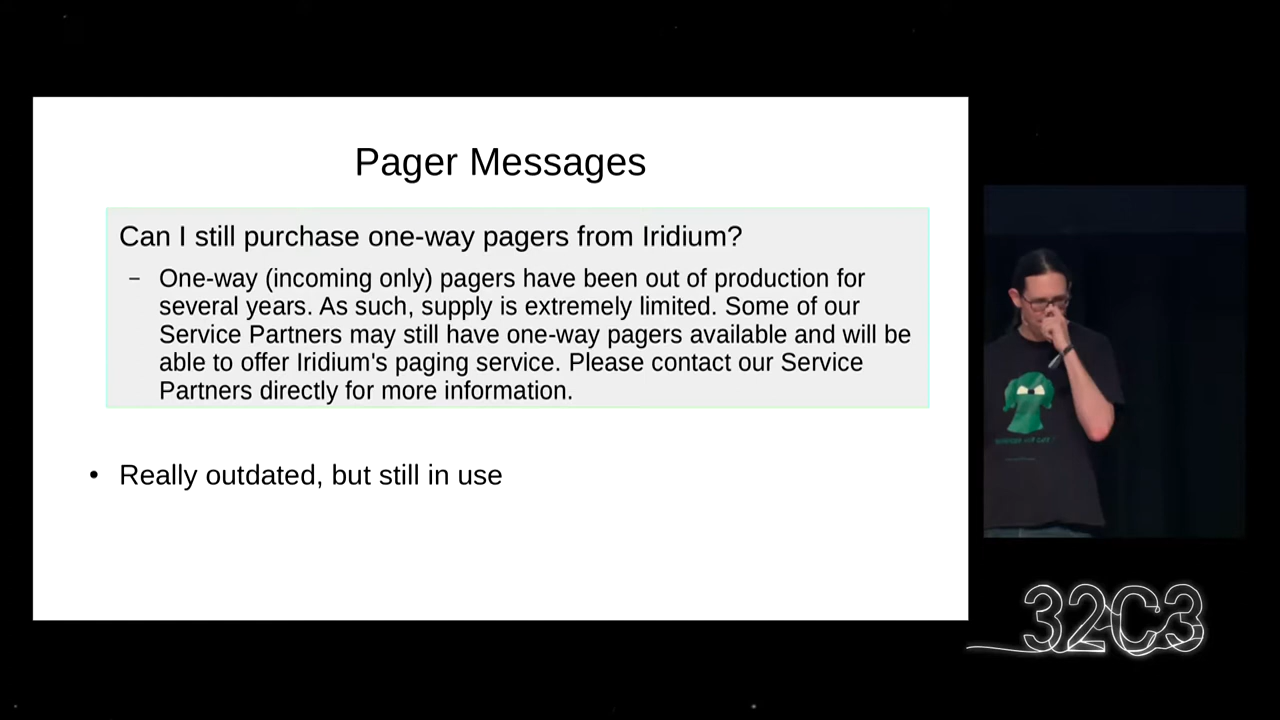 Pager Messages
Can I still purchase one-way pagers from Iridium?
– One-way (incoming only) pagers have been out of production for
several years. As such, supply is extremely limited. Some of our
Service Partners may still have one-way pagers available and will be
able to offer Iridium's paging service. Please contact our Service
Partners directly for more information.
• Really outdated, but still in use
32C3